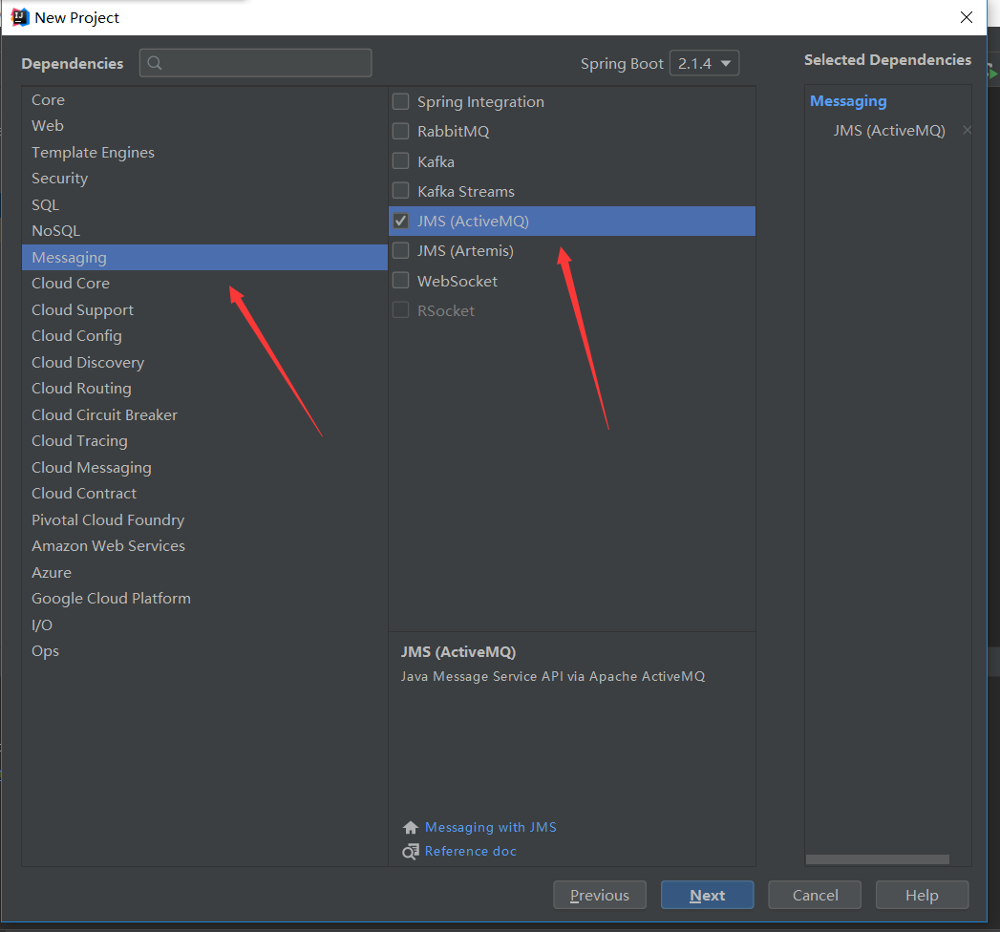 New Project
Dependencies
Spring Boot 2.1.4
Selected Dependencies
Core
Web
Template Engines
Security
SQL
NoSQL
Messaging
Cloud Core
Cloud Support
Cloud Config
Cloud Discovery
Cloud Routing
Cloud Circuit Breaker
Cloud Tracing
Cloud Messaging
Cloud Contract
Pivotal Cloud Foundry
Amazon Web Services
Azure
Google Cloud Platform
I/O
Ops
Spring Integration
RabbitMQ
Kafka
Kafka Streams
JMS (ActiveMQ)
JMS (Artemis)
WebSocket
RSocket
JMS (ActiveMQ)
Java Message Service API via Apache ActiveMQ
Messaging with JMS
Reference doc
Messaging
JMS (ActiveMQ)
Previous
Next
Cancel
Help